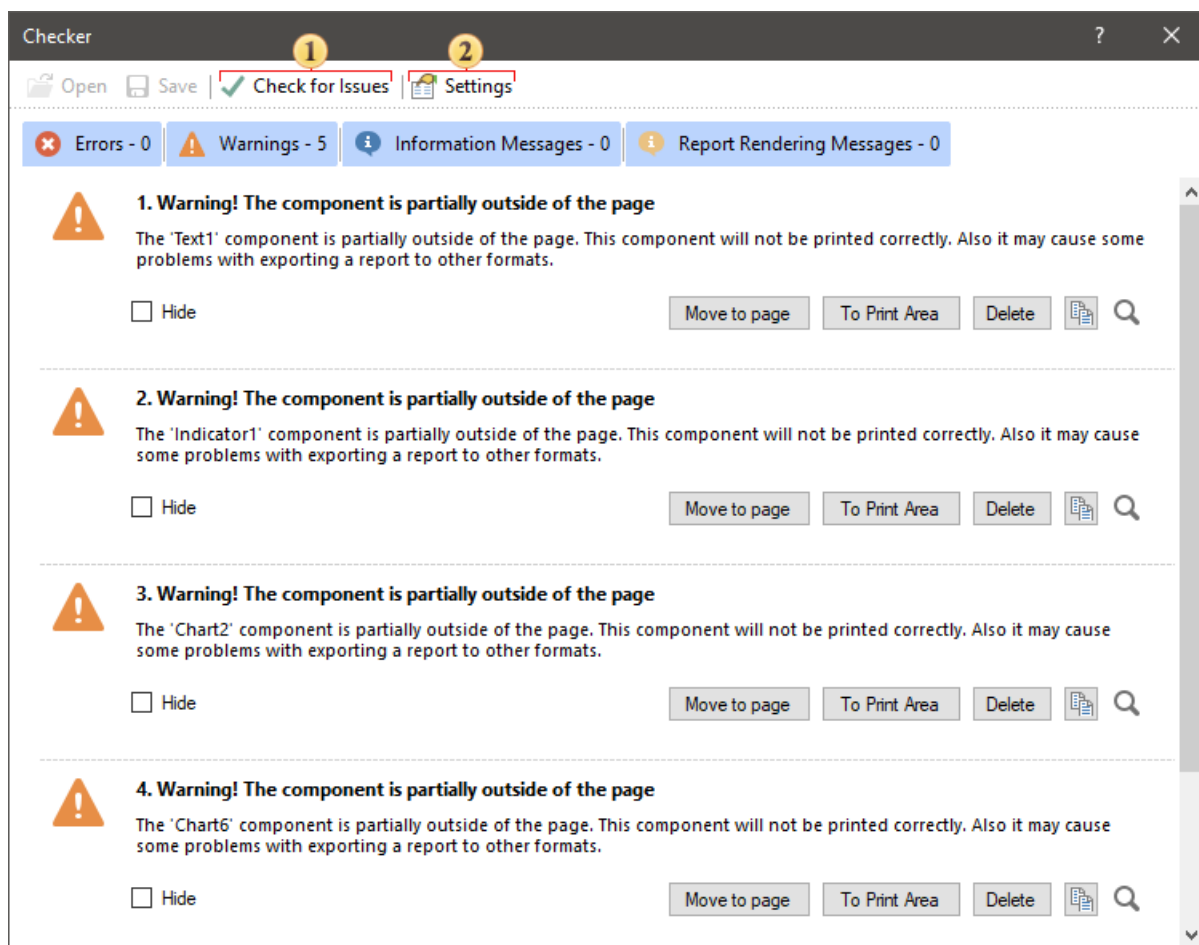 Checker ?
1 2
Open Save Check for Issues Settings
Errors - 0 Warnings - 5 Information Messages - 0 Report Rendering Messages - 0
1. Warning! The component is partially outside of the page
The 'Text1' component is partially outside of the page. This component will not be printed correctly. Also it may cause some
problems with exporting a report to other formats.
Hide Move to page To Print Area Delete
2. Warning! The component is partially outside of the page
The 'Indicator1' component is partially outside of the page. This component will not be printed correctly. Also it may cause
some problems with exporting a report to other formats.
Hide Move to page To Print Area Delete
3. Warning! The component is partially outside of the page
The 'Chart2' component is partially outside of the page. This component will not be printed correctly. Also it may cause
some problems with exporting a report to other formats.
Hide Move to page To Print Area Delete
4. Warning! The component is partially outside of the page
The 'Chart6' component is partially outside of the page. This component will not be printed correctly. Also it may cause
some problems with exporting a report to other formats.
Hide Move to page To Print Area Delete